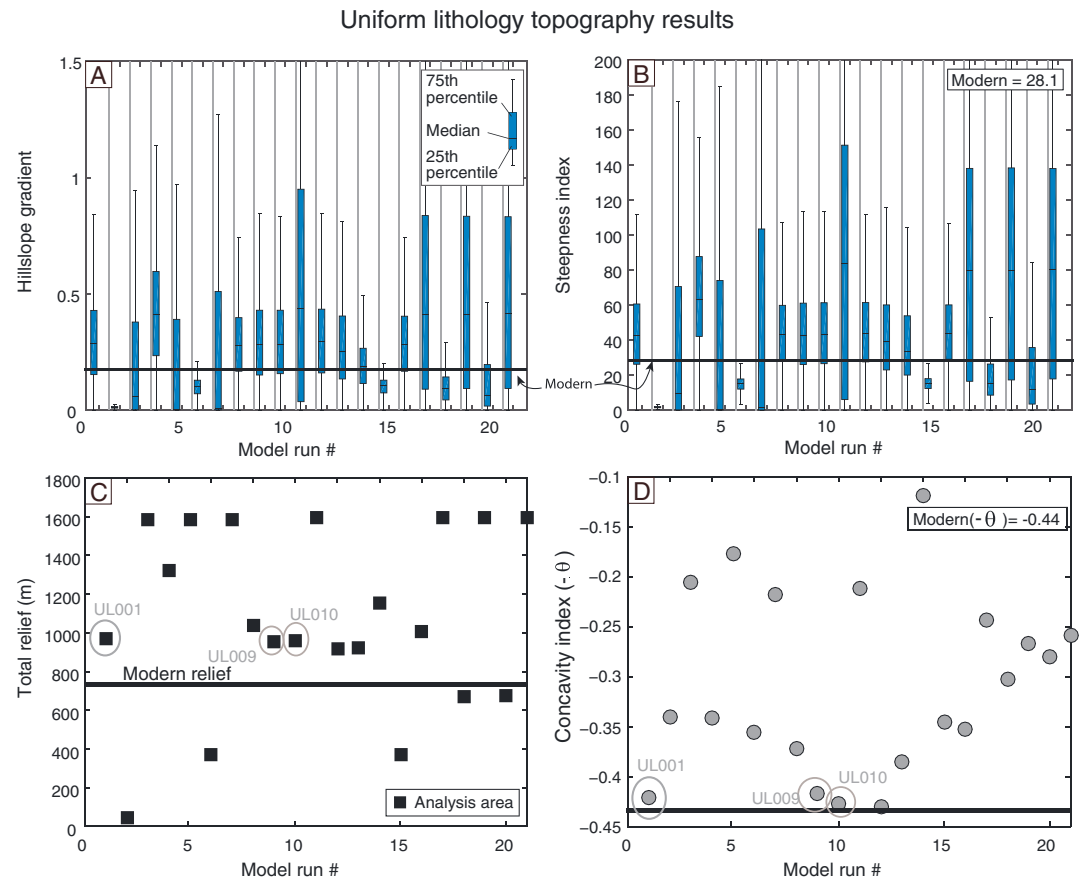 Uniform lithology topography results
A
1.5
1
0.5
0
Hillslope gradient
75th
percentile
Median
25th
percentile
0 5 10 15 20
Model run #
Modern
B
200
180
160
140
120
100
80
60
40
20
0
Steepness index
Modern = 28.1
0 5 10 15 20
Model run #
C
1800
1600
1400
1200
1000
800
600
400
200
0
Total relief (m)
UL001
UL009
UL010
Modern relief
Analysis area
0 5 10 15 20
Model run #
D
−0.1
−0.15
−0.2
−0.25
−0.3
−0.35
−0.4
−0.45
Concavity index (-θ)
Modern(-θ)= -0.44
UL001
UL009
UL010
0 5 10 15 20
Model run #